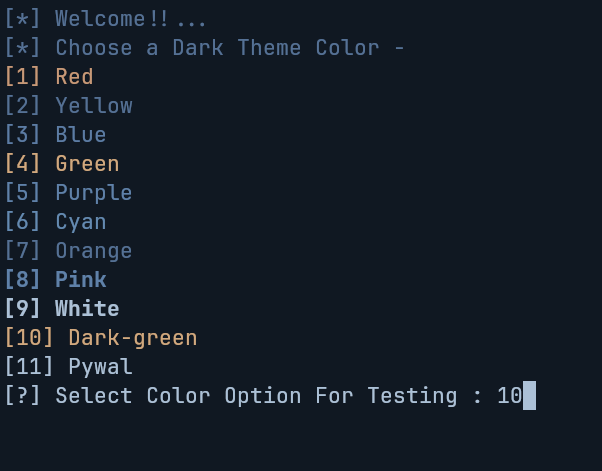 [*] Welcome!!...
[*] Choose a Dark Theme Color -
[1] Red
[2] Yellow
[3] Blue
[4] Green
[5] Purple
[6] Cyan
[7] Orange
[8] Pink
[9] White
[10] Dark-green
[11] Pywal
[?] Select Color Option For Testing : 10